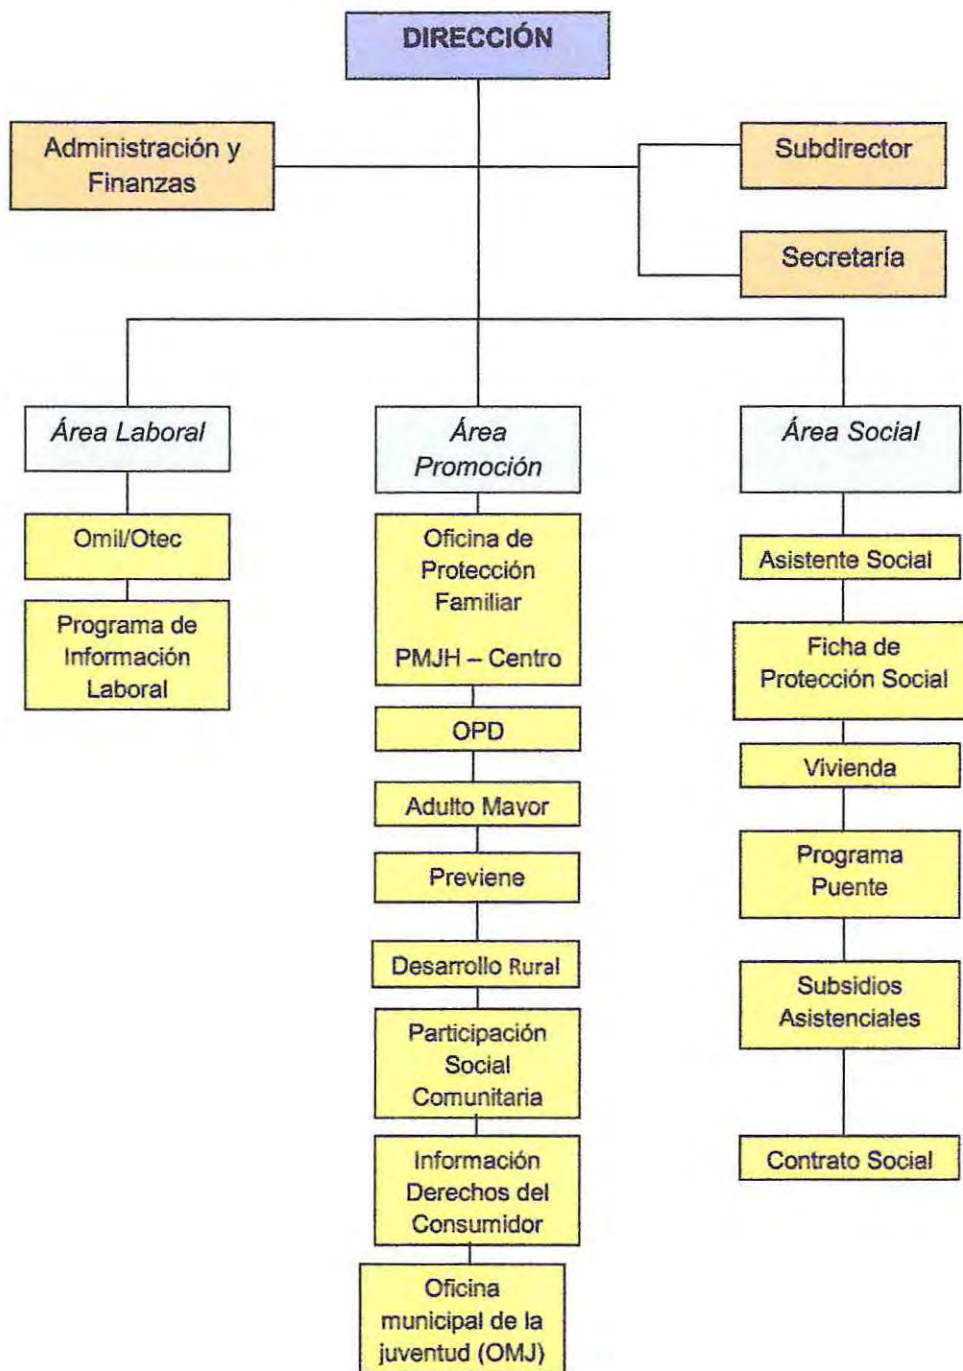 DIRECCIÓN
Administración y
Finanzas
Subdirector
Secretaría
Área Laboral
Omil/Otec
Programa de
Información
Laboral
Área
Promoción
Oficina de
Protección
Familiar
PMJH – Centro
OPD
Adulto Mayor
Previene
Desarrollo Rural
Participación
Social
Comunitaria
Información
Derechos del
Consumidor
Oficina
municipal de la
juventud (OMJ)
Área Social
Asistente Social
Ficha de
Protección Social
Vivienda
Programa
Puente
Subsidios
Asistenciales
Contrato Social